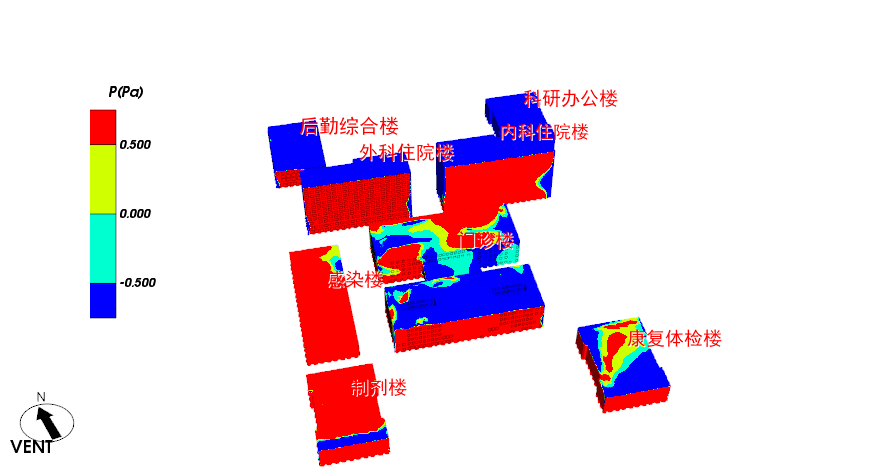 P(Pa)
0.500
0.000
-0.500
科研办公楼
后勤综合楼
内科住院楼
外科住院楼
门诊楼
感染楼
康复体检楼
制剂楼
N
VENT